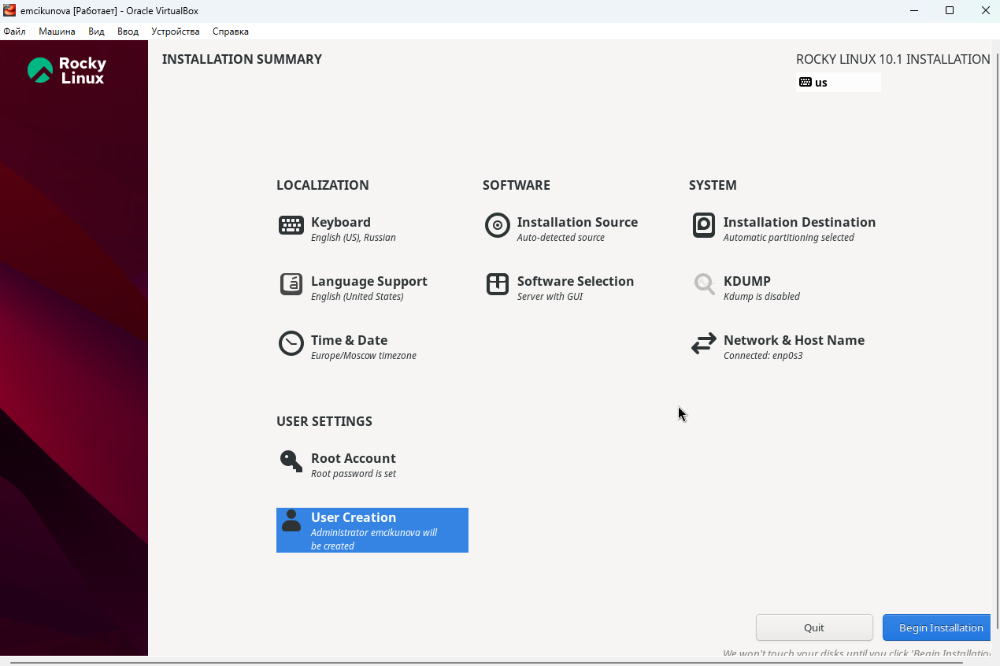 emcikunova [Работает] - Oracle VirtualBox
Файл Машина Вид Ввод Устройства Справка
Rocky
Linux
INSTALLATION SUMMARY
ROCKY LINUX 10.1 INSTALLATION
us
LOCALIZATION
Keyboard
English (US), Russian
Language Support
English (United States)
Time & Date
Europe/Moscow timezone
SOFTWARE
Installation Source
Auto-detected source
Software Selection
Server with GUI
SYSTEM
Installation Destination
Automatic partitioning selected
KDUMP
Kdump is disabled
Network & Host Name
Connected: enp0s3
USER SETTINGS
Root Account
Root password is set
User Creation
Administrator emcikunova will
be created
Quit
Begin Installation
We won't touch your disks until you click 'Begin Installatio